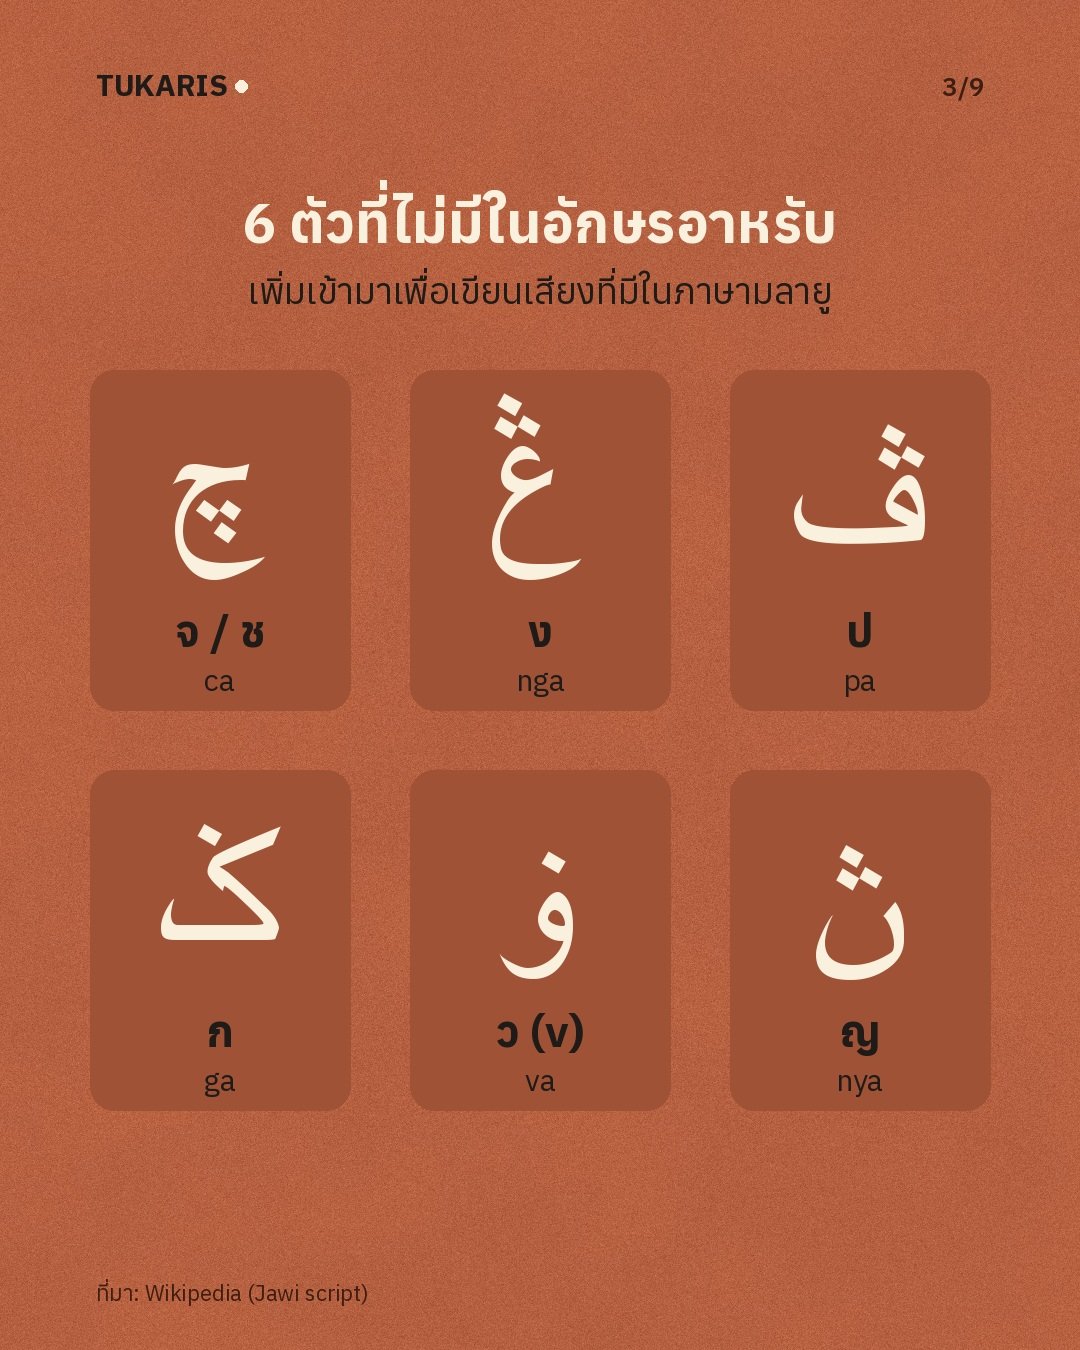 TUKARIS
3/9
6 ตัวที่ไม่มีในอักษรอาหรับ
เพิ่มเข้ามาเพื่อเขียนเสียงที่มีในภาษามลายู
چ
จ / ช
ca
ڠ
ง
nga
ڤ
ป
pa
ݢ
ก
ga
ۏ
ว (v)
va
ڽ
ญ
nya
ที่มา: Wikipedia (Jawi script)